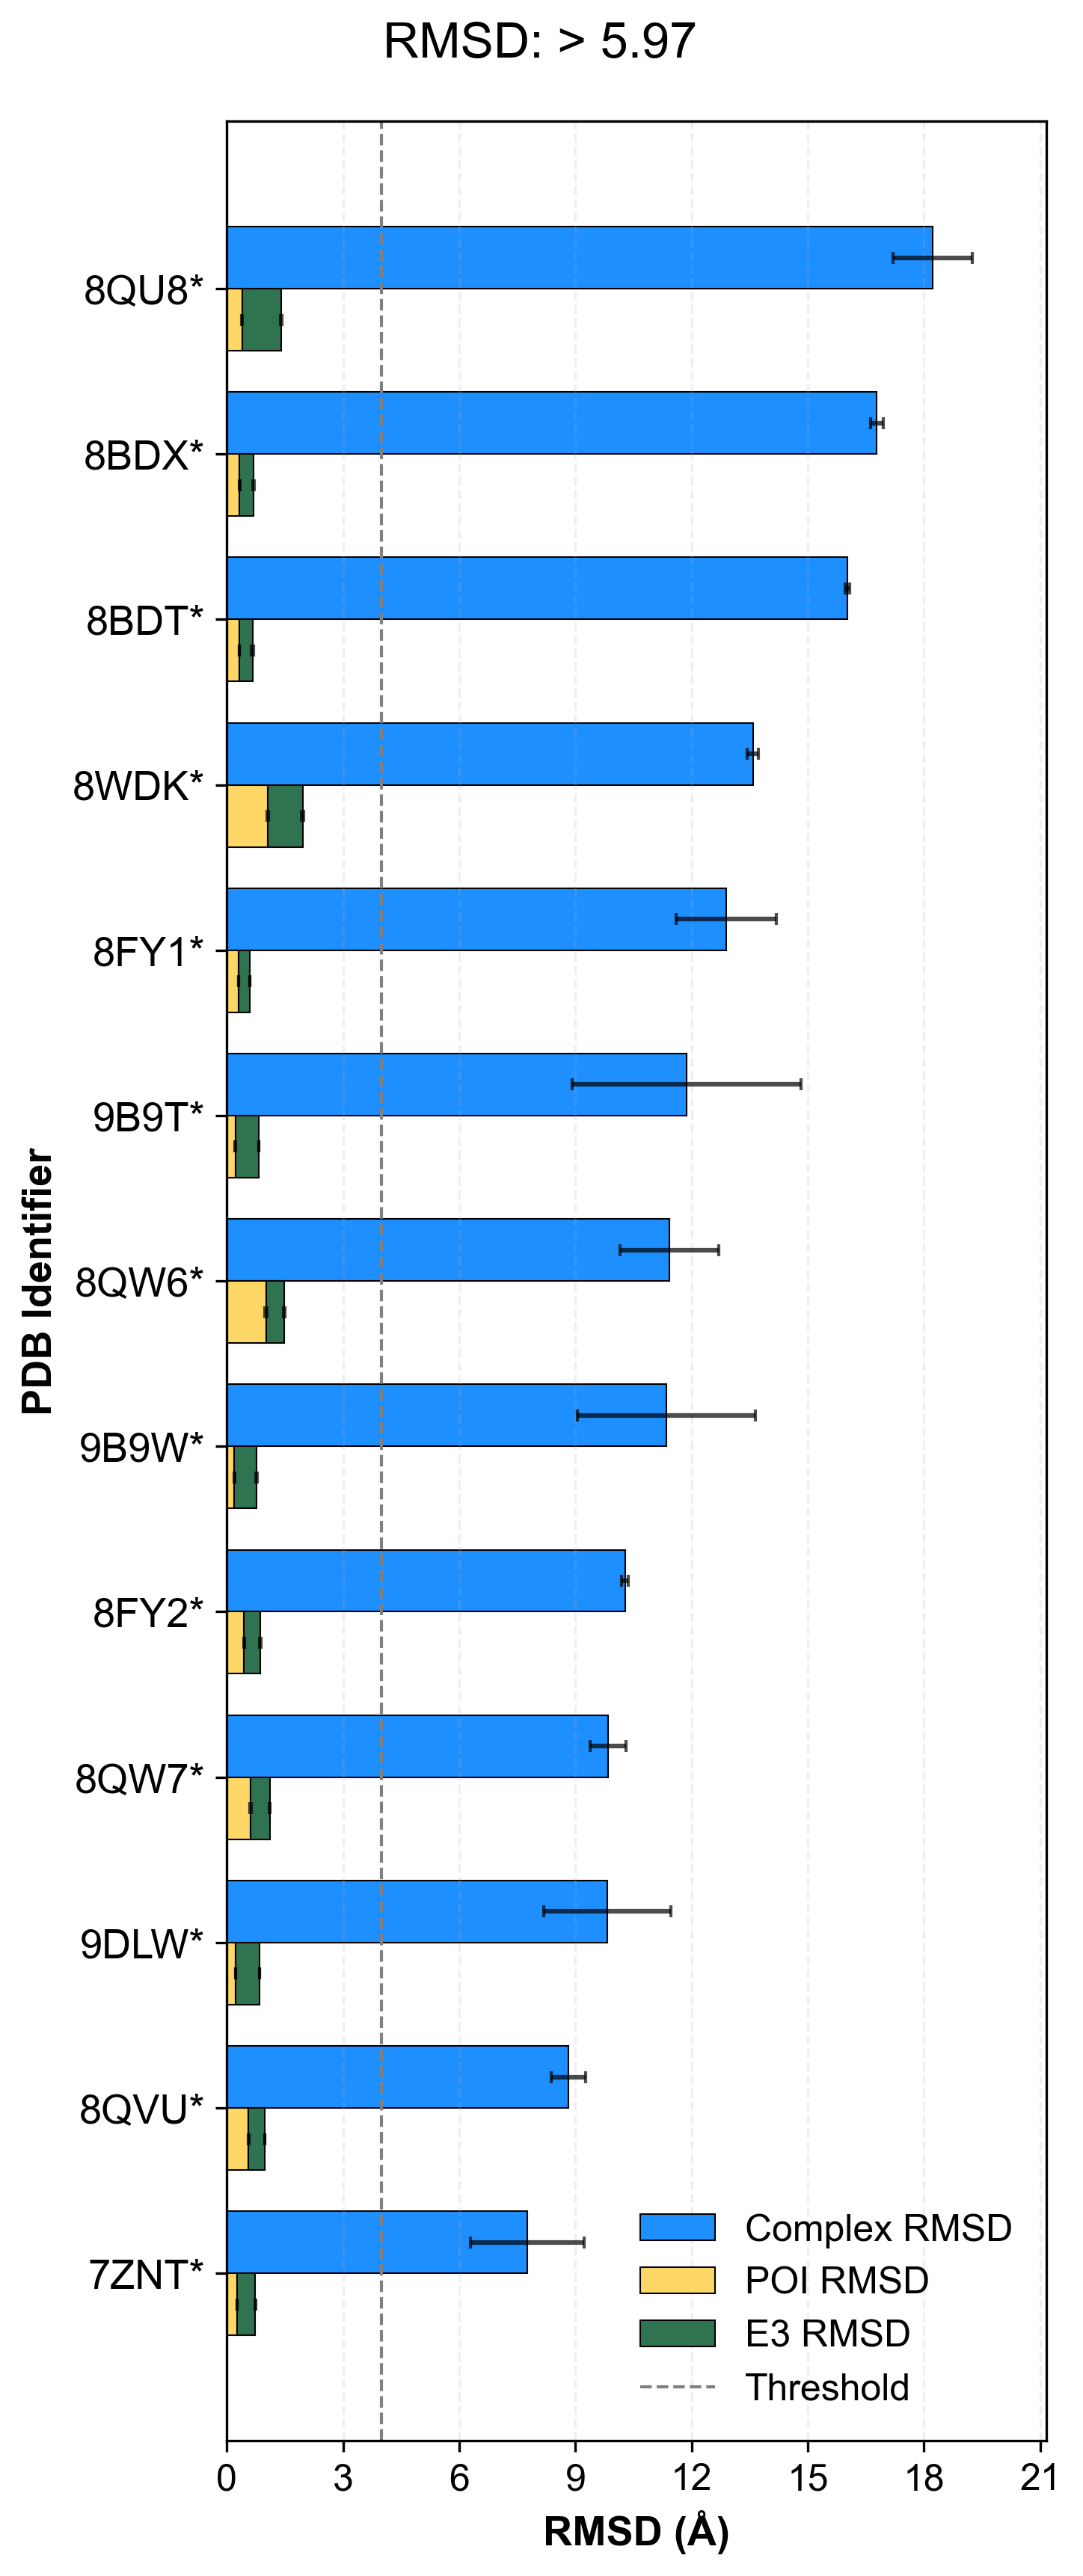 RMSD: > 5.97
8QU8*
8BDX*
8BDT*
8WDK*
8FY1*
9B9T*
8QW6*
9B9W*
8FY2*
8QW7*
9DLW*
8QVU*
7ZNT*
PDB Identifier
Complex RMSD
POI RMSD
E3 RMSD
Threshold
0 3 6 9 12 15 18 21
RMSD (Å)